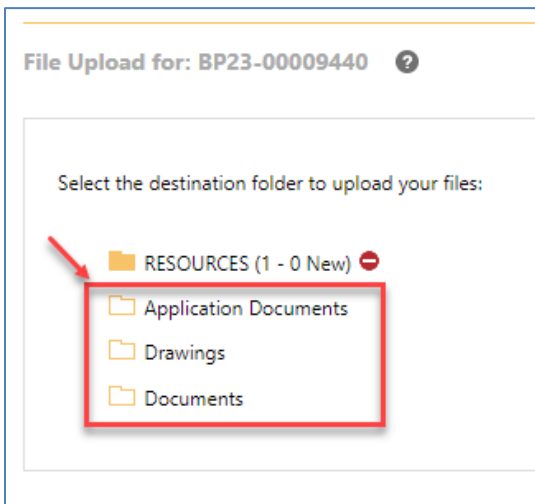 File Upload for: BP23-00009440 ?
Select the destination folder to upload your files:
RESOURCES (1 - 0 New)
Application Documents
Drawings
Documents